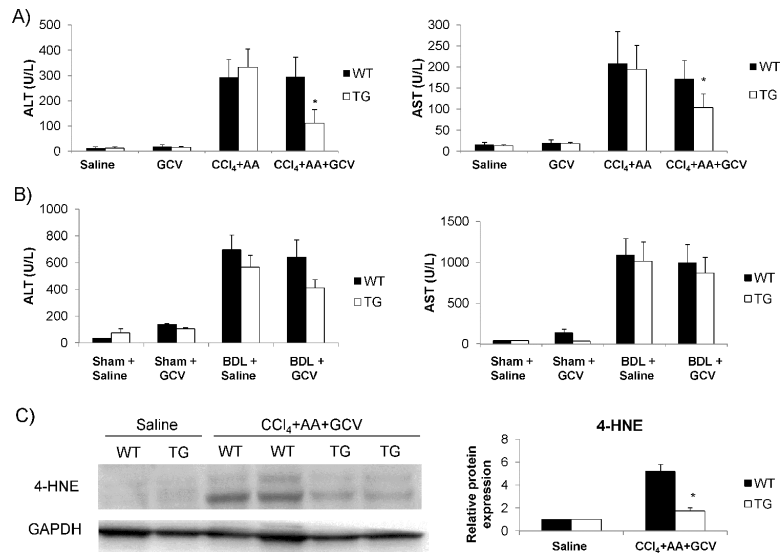 A)
ALT (U/L)
500
400
300
200
100
0
*
WT
TG
Saline
GCV
CCl₄+AA
CCl₄+AA+GCV
AST (U/L)
300
250
200
150
100
50
0
*
WT
TG
Saline
GCV
CCl₄+AA
CCl₄+AA+GCV
B)
ALT (U/L)
1000
800
600
400
200
0
WT
TG
Sham +
Saline
Sham +
GCV
BDL +
Saline
BDL +
GCV
AST (U/L)
1500
1000
500
0
WT
TG
Sham +
Saline
Sham +
GCV
BDL +
Saline
BDL +
GCV
C)
Saline
CCl₄+AA+GCV
WT
TG
WT
WT
TG
TG
4-HNE
GAPDH
4-HNE
Relative protein
expression
8
6
4
2
0
*
WT
TG
Saline
CCl₄+AA+GCV